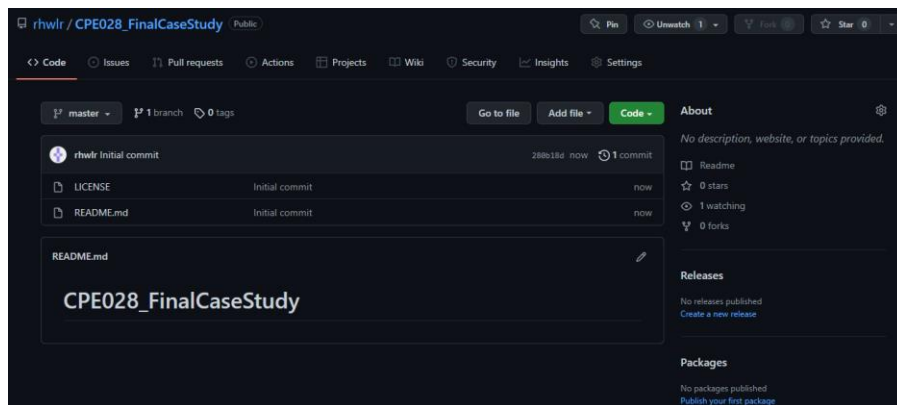 rhwlr / CPE028_FinalCaseStudy Public
Pin Unwatch 1 Fork Star 0
<> Code Issues Pull requests Actions Projects Wiki Security Insights Settings
master 1 branch 0 tags Go to file Add file Code
rhwlr Initial commit 280b18d now 1 commit
LICENSE Initial commit now
README.md Initial commit now
README.md
CPE028_FinalCaseStudy
About
No description, website, or topics provided.
Readme
0 stars
1 watching
0 forks
Releases
No releases published
Create a new release
Packages
No packages published
Publish your first package